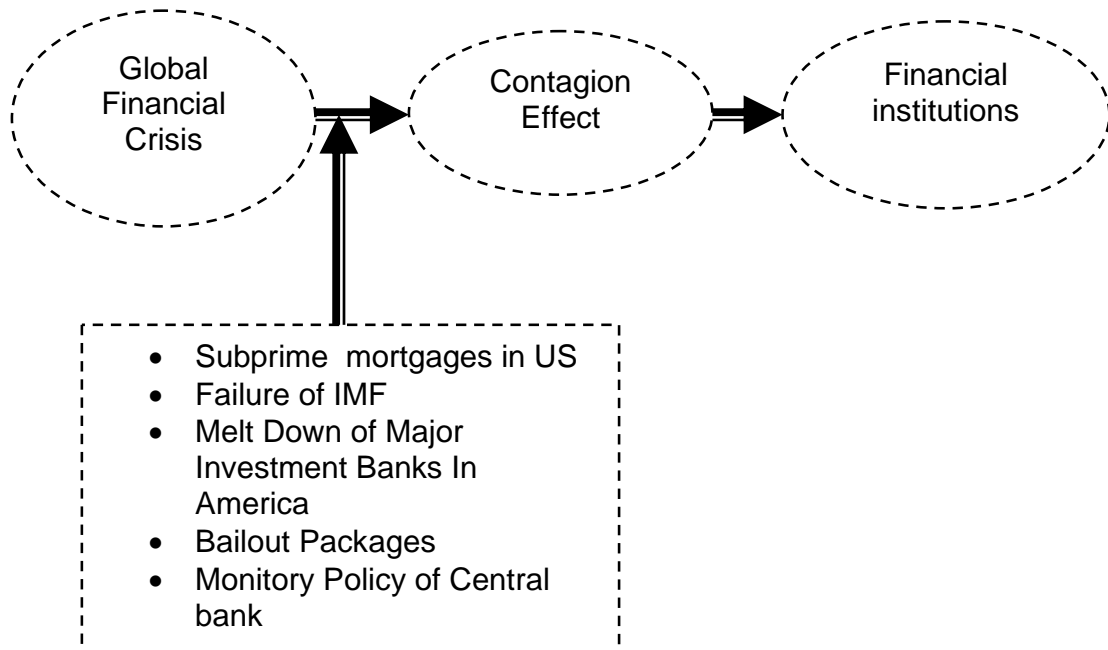 Global
Financial
Crisis
Contagion
Effect
Financial
institutions
• Subprime mortgages in US
• Failure of IMF
• Melt Down of Major
Investment Banks In
America
• Bailout Packages
• Monitory Policy of Central
bank